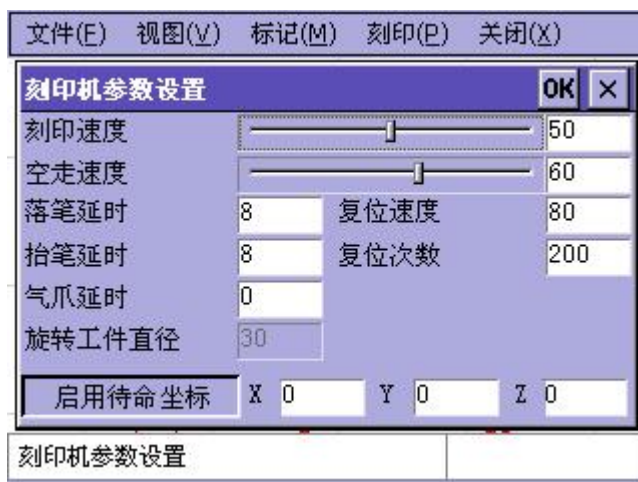 文件(F) 视图(V) 标记(M) 刻印(P) 关闭(X)
刻印机参数设置 OK ×
刻印速度 50
空走速度 60
落笔延时 8 复位速度 80
抬笔延时 8 复位次数 200
气爪延时 0
旋转工件直径 30
启用待命坐标 X 0 Y 0 Z 0
刻印机参数设置